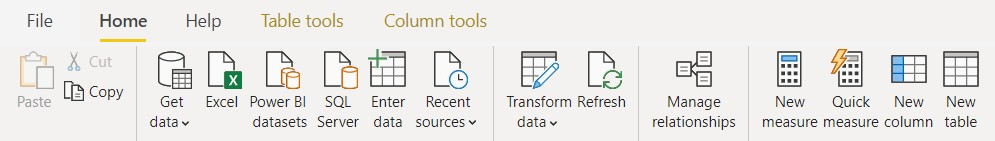 File Home Help Table tools Column tools
Cut
Copy
Paste
Get
data
Excel
Power BI
datasets
SQL
Server
Enter
data
Recent
sources
Transform
data
Refresh
Manage
relationships
New
measure
Quick
measure
New
column
New
table